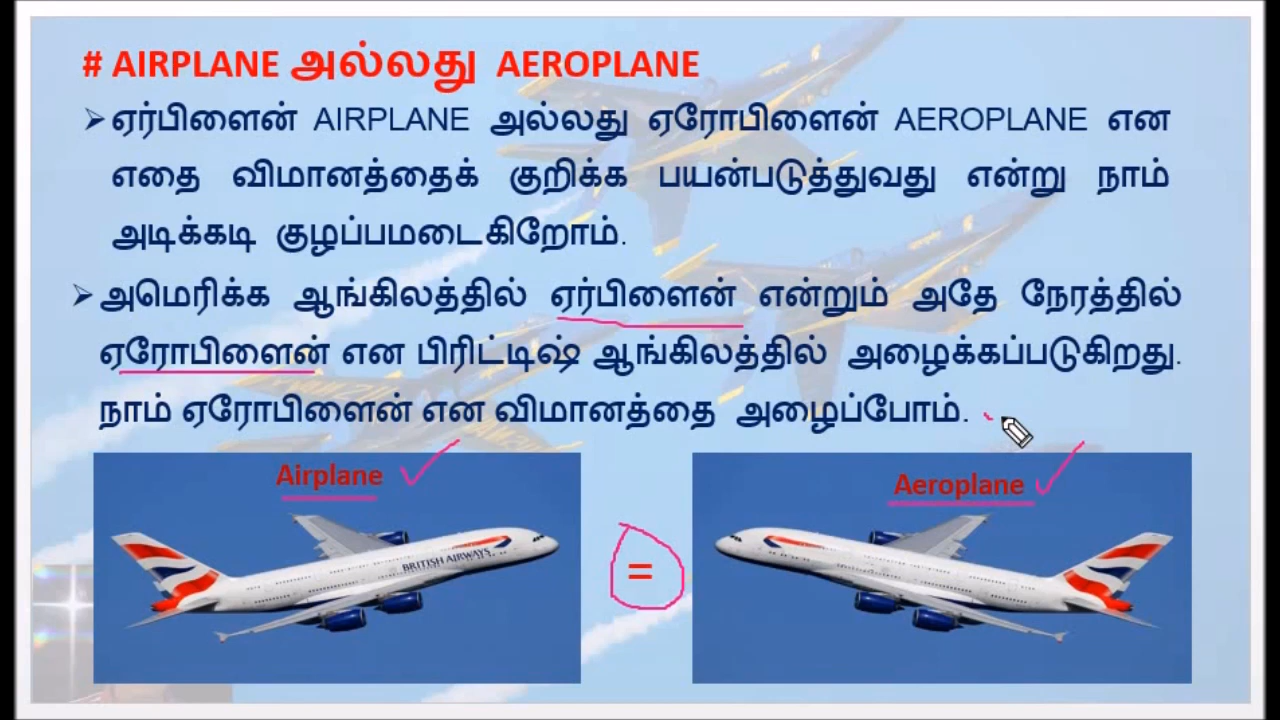 # AIRPLANE அல்லது AEROPLANE
➢ஏர்பிளைன் AIRPLANE அல்லது ஏரோபிளைன் AEROPLANE என
எதை விமானத்தைக் குறிக்க பயன்படுத்துவது என்று நாம்
அடிக்கடி குழப்பமடைகிறோம்.
➢அமெரிக்க ஆங்கிலத்தில் ஏர்பிளைன் என்றும் அதே நேரத்தில்
ஏரோபிளைன் என பிரிட்டிஷ் ஆங்கிலத்தில் அழைக்கப்படுகிறது.
நாம் ஏரோபிளைன் என விமானத்தை அழைப்போம்.
Airplane
Aeroplane
BRITISH AIRWAYS
=